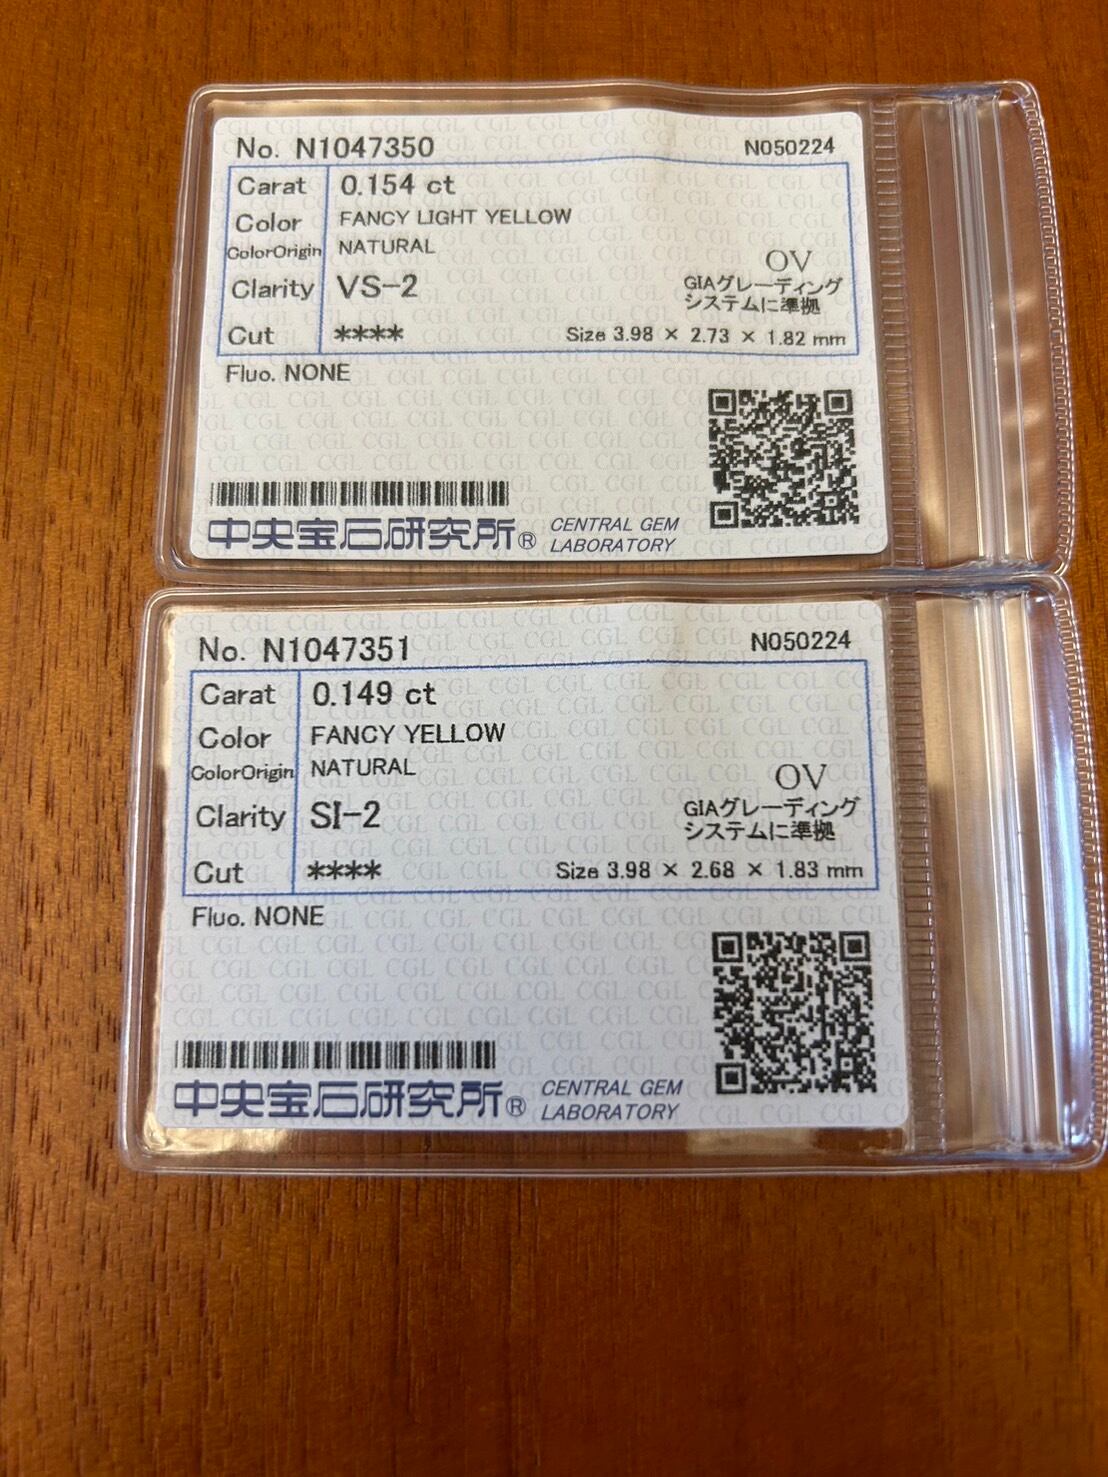 No. N1047350 N050224
Carat 0.154 ct
Color FANCY LIGHT YELLOW
ColorOrigin NATURAL
OV
Clarity VS-2 GIAグレーディング
システムに準拠
Cut **** Size 3.98 × 2.73 × 1.82 mm
Fluo. NONE
中央宝石研究所® CENTRAL GEM
LABORATORY
No. N1047351 N050224
Carat 0.149 ct
Color FANCY YELLOW
ColorOrigin NATURAL OV
Clarity SI-2 GIAグレーディング
システムに準拠
Cut **** Size 3.98 × 2.68 × 1.83 mm
Fluo. NONE
中央宝石研究所® CENTRAL GEM
LABORATORY